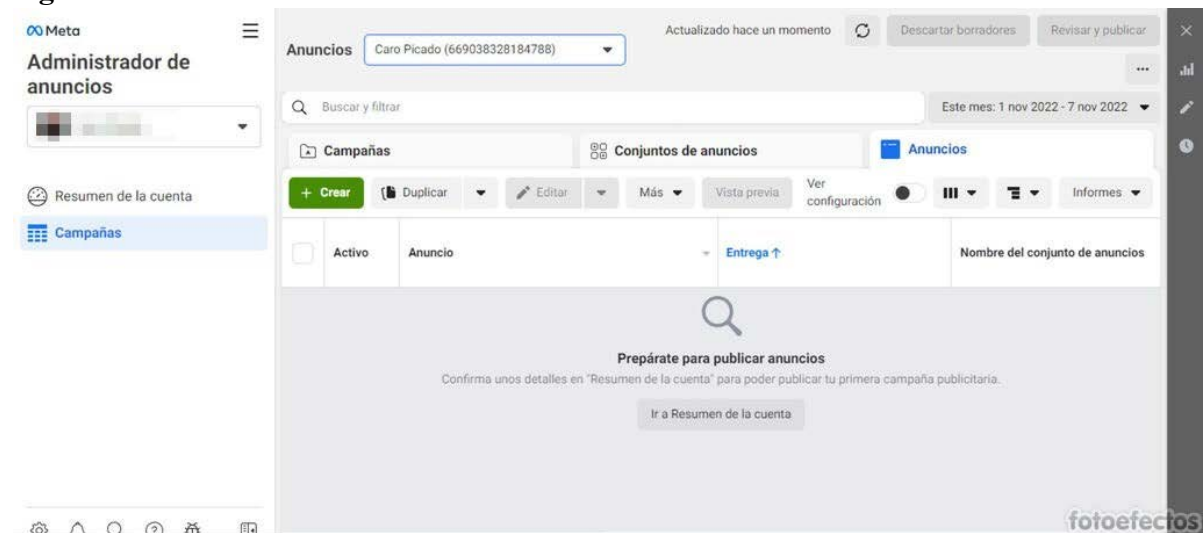 Meta
Administrador de
anuncios
Resumen de la cuenta
Campañas
Anuncios
Caro Picado (669038328184788)
Actualizado hace un momento
Descartar borradores
Revisar y publicar
Buscar y filtrar
Este mes: 1 nov 2022 - 7 nov 2022
Campañas
Conjuntos de anuncios
Anuncios
+ Crear
Duplicar
Editar
Más
Vista previa
Ver
configuración
Informes
Activo
Anuncio
Entrega ↑
Nombre del conjunto de anuncios
Prepárate para publicar anuncios
Confirma unos detalles en "Resumen de la cuenta" para poder publicar tu primera campaña publicitaria.
Ir a Resumen de la cuenta
fotoefectos